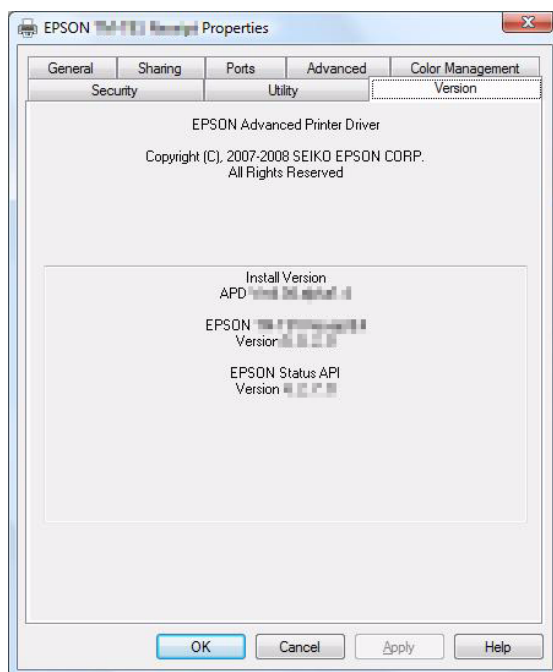 EPSON Properties
General Sharing Ports Advanced Color Management
Security Utility Version
EPSON Advanced Printer Driver
Copyright (C), 2007-2008 SEIKO EPSON CORP.
All Rights Reserved
Install Version
APD
EPSON
Version
EPSON Status API
Version
OK Cancel Apply Help